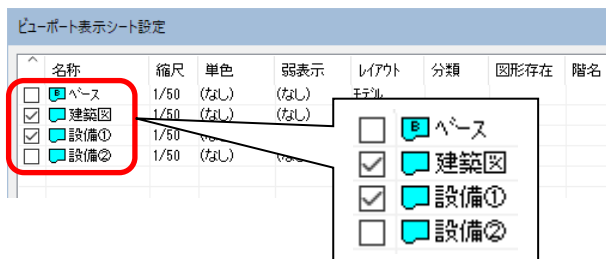 ビューポート表示シート設定
名称 縮尺 単色 弱表示 レイアウト 分類 図形存在 階名
B ベース 1/50 (なし) (なし) モデル
建築図 1/50 (なし) (なし)
設備① 1/50 (なし)
設備② 1/50 (なし)
B ベース
建築図
設備①
設備②